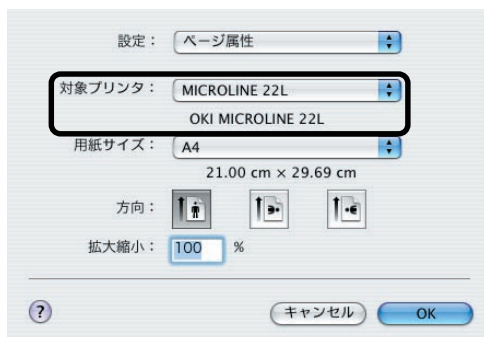 設定： ページ属性
対象プリンタ： MICROLINE 22L
OKI MICROLINE 22L
用紙サイズ： A4
21.00 cm × 29.69 cm
方向：
拡大縮小： 100 %
? キャンセル OK